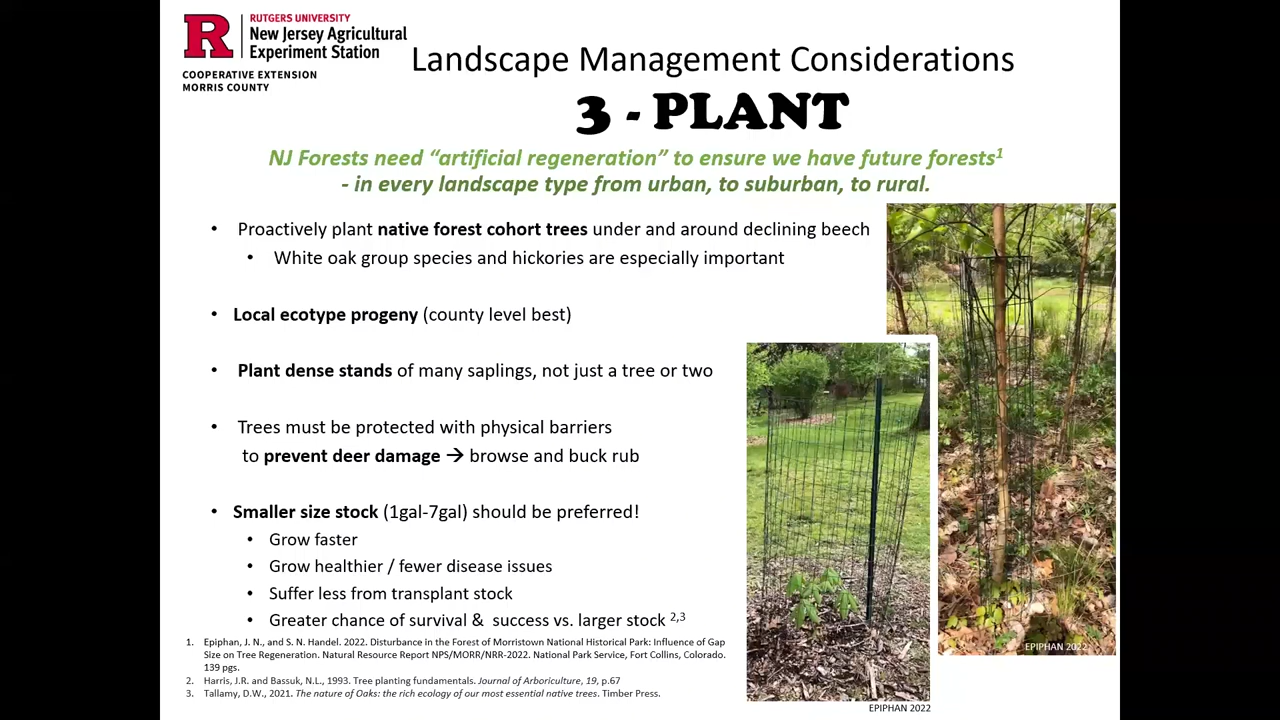 R
RUTGERS UNIVERSITY
New Jersey Agricultural
Experiment Station
COOPERATIVE EXTENSION
MORRIS COUNTY
Landscape Management Considerations
3 - PLANT
NJ Forests need “artificial regeneration” to ensure we have future forests1
- in every landscape type from urban, to suburban, to rural.
• Proactively plant native forest cohort trees under and around declining beech
• White oak group species and hickories are especially important
• Local ecotype progeny (county level best)
• Plant dense stands of many saplings, not just a tree or two
• Trees must be protected with physical barriers
to prevent deer damage → browse and buck rub
• Smaller size stock (1gal-7gal) should be preferred!
• Grow faster
• Grow healthier / fewer disease issues
• Suffer less from transplant stock
• Greater chance of survival & success vs. larger stock 2,3
1. Epiphan, J. N., and S. N. Handel. 2022. Disturbance in the Forest of Morristown National Historical Park: Influence of Gap
Size on Tree Regeneration. Natural Resource Report NPS/MORR/NRR-2022. National Park Service, Fort Collins, Colorado.
139 pgs.
2. Harris, J.R. and Bassuk, N.L., 1993. Tree planting fundamentals. Journal of Arboriculture, 19, p.67
3. Tallamy, D.W., 2021. The nature of Oaks: the rich ecology of our most essential native trees. Timber Press.
EPIPHAN 2022
EPIPHAN 2022